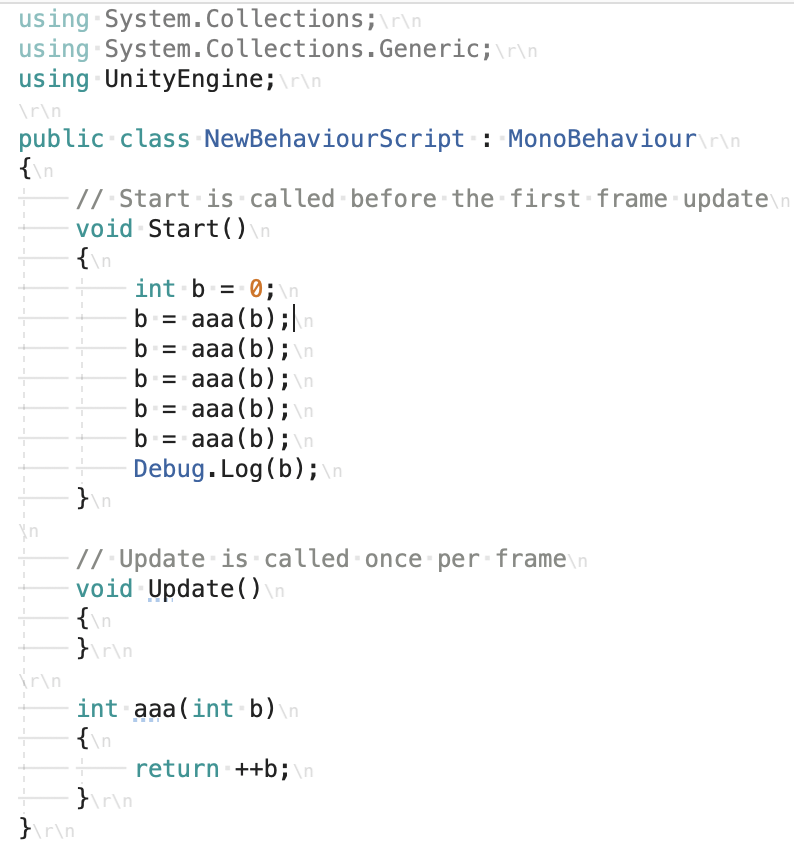 using System.Collections;\r\n
using System.Collections.Generic;\r\n
using UnityEngine;\r\n
\r\n
public class NewBehaviourScript : MonoBehaviour\r\n
{\n
// Start is called before the first frame update\n
void Start()\n
{\n
int b = 0;\n
b = aaa(b);\n
b = aaa(b);\n
b = aaa(b);\n
b = aaa(b);\n
b = aaa(b);\n
Debug.Log(b);\n
}\n
\n
// Update is called once per frame\n
void Update()\n
{\n
}\r\n
\r\n
int aaa(int b)\n
{\n
return ++b;\n
}\r\n
}\r\n